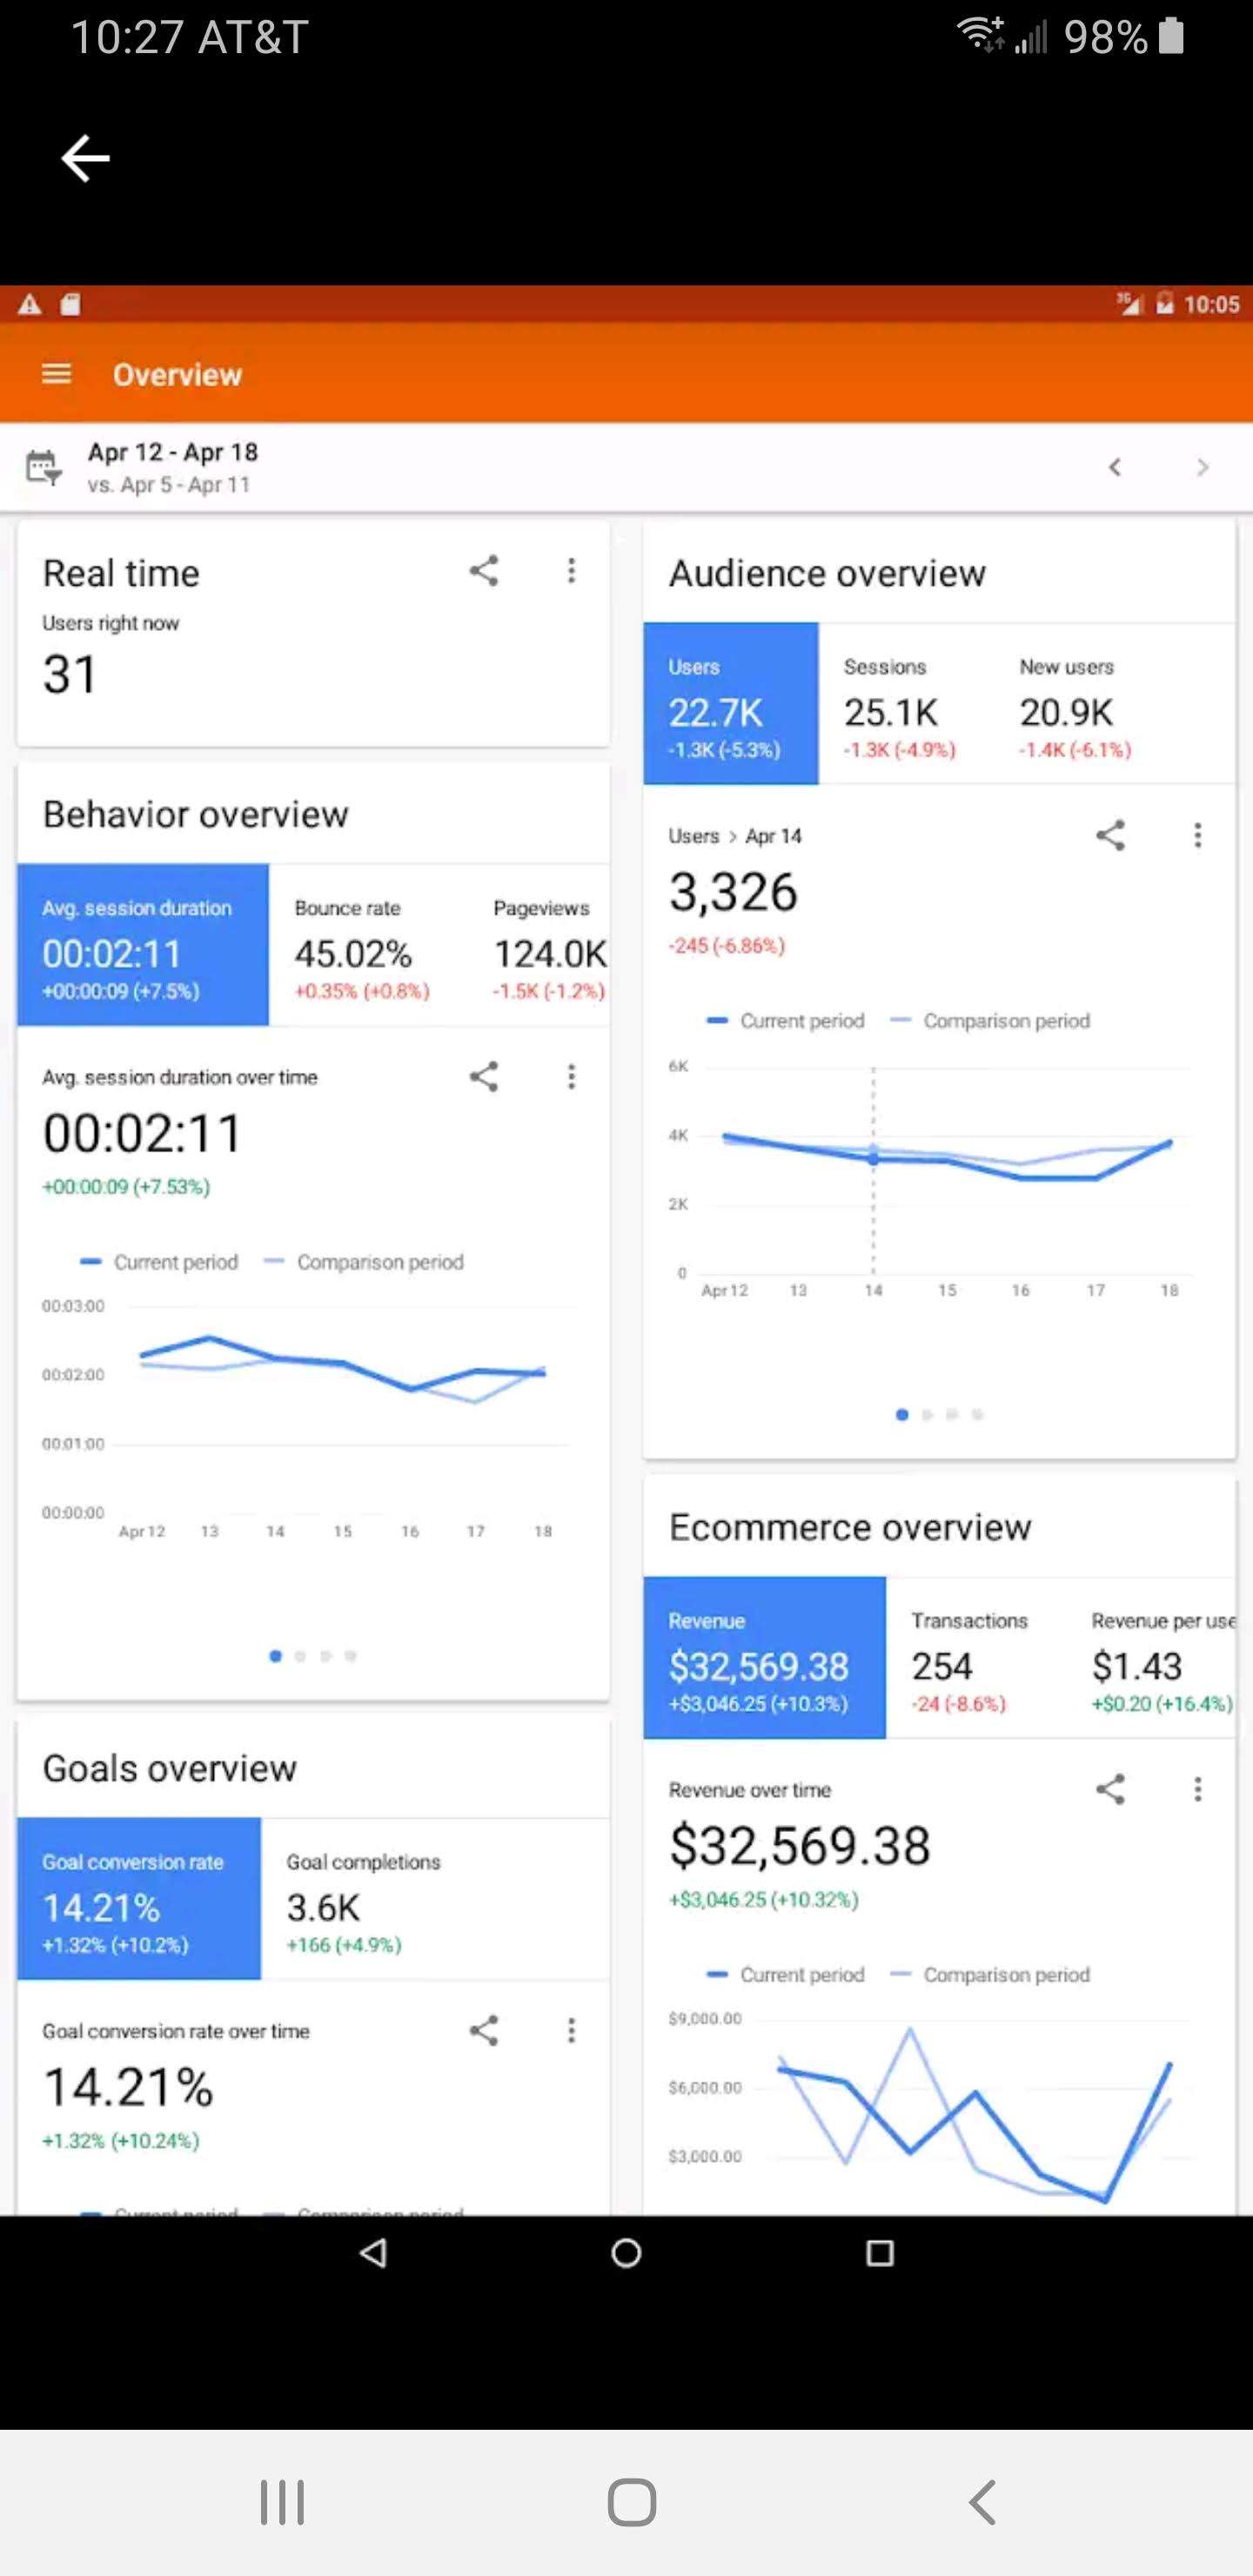 10:27 AT&T 98%
3G 10:05
Overview
Apr 12 - Apr 18
vs. Apr 5 - Apr 11
Real time
Users right now
31
Behavior overview
Avg. session duration Bounce rate Pageviews
00:02:11 45.02% 124.0K
+00:00:09 (+7.5%) +0.35% (+0.8%) -1.5K (-1.2%)
Avg. session duration over time
00:02:11
+00:00:09 (+7.53%)
Current period Comparison period
00:03:00
00:02:00
00:01:00
00:00:00
Apr 12 13 14 15 16 17 18
Goals overview
Goal conversion rate Goal completions
14.21% 3.6K
+1.32% (+10.2%) +166 (+4.9%)
Goal conversion rate over time
14.21%
+1.32% (+10.24%)
Current period Comparison period
Audience overview
Users Sessions New users
22.7K 25.1K 20.9K
-1.3K (-5.3%) -1.3K (-4.9%) -1.4K (-6.1%)
Users > Apr 14
3,326
-245 (-6.86%)
Current period Comparison period
6K
4K
2K
0
Apr 12 13 14 15 16 17 18
Ecommerce overview
Revenue Transactions Revenue per use
$32,569.38 254 $1.43
+$3,046.25 (+10.3%) -24 (-8.6%) +$0.20 (+16.4%)
Revenue over time
$32,569.38
+$3,046.25 (+10.32%)
Current period Comparison period
$9,000.00
$6,000.00
$3,000.00